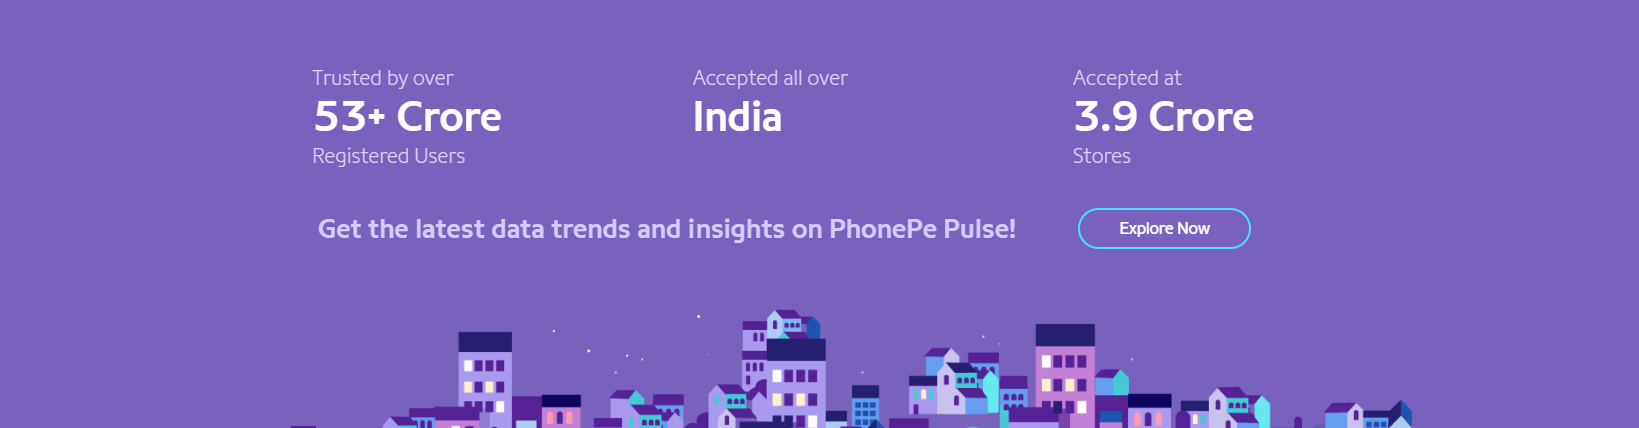 Trusted by over
53+ Crore
Registered Users
Accepted all over
India
Accepted at
3.9 Crore
Stores
Get the latest data trends and insights on PhonePe Pulse!
Explore Now